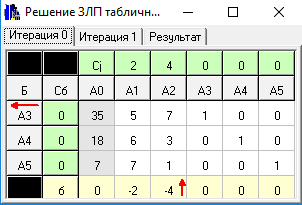 Решение ЗЛП табличн...
Итерация 0 Итерация 1 Результат
Cj 2 4 0 0 0
Б Сб A0 A1 A2 A3 A4 A5
A3 0 35 5 7 1 0 0
A4 0 18 6 3 0 1 0
A5 0 7 7 1 0 0 1
б 0 -2 -4 0 0 0